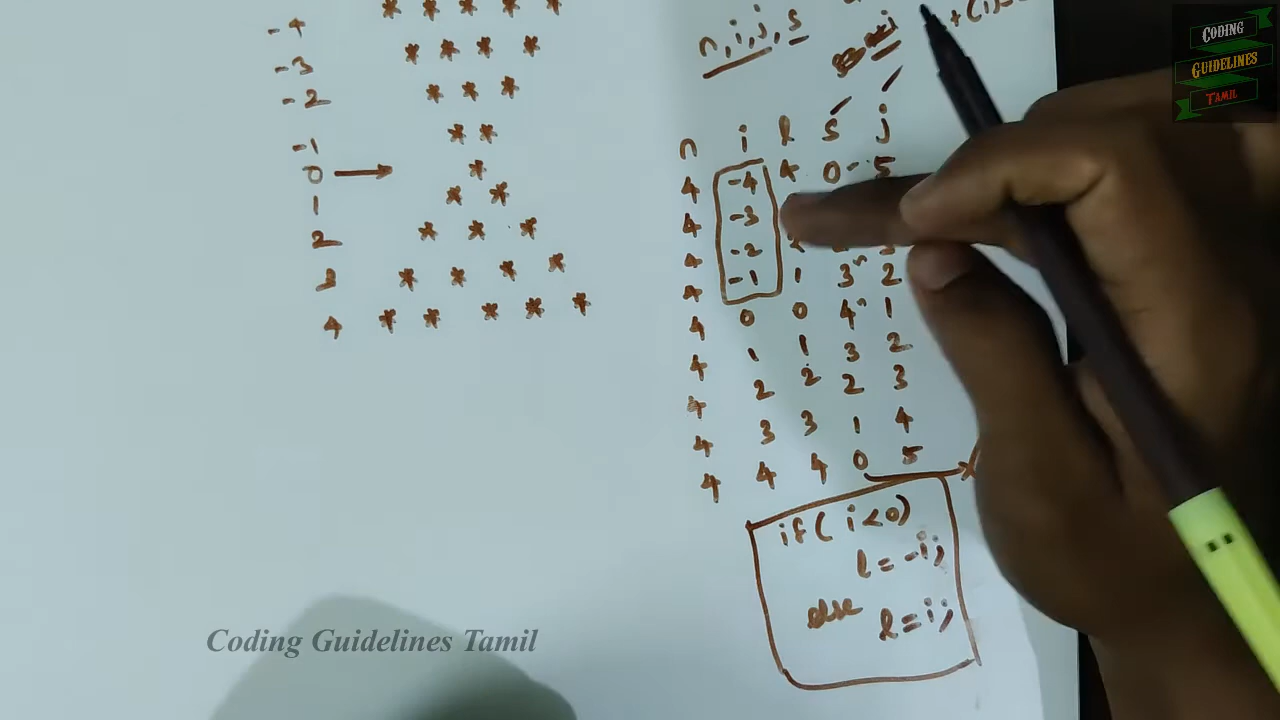 CODING
GUIDELINES
TAMIL
n, i, j, s
-4 * * * * *
-3 * * * *
-2 * * *
-1 * *
0 → *
1 * *
2 * * *
3 * * * *
4 * * * * *
n i l s j
4 -4 4 0 5
4 -3
4 -2
4 -1 1 3 2
4 0 0 4 1
4 1 1 3 2
4 2 2 2 3
4 3 3 1 4
4 4 4 0 5
if( i<0)
l=-i;
else
l=i;
Coding Guidelines Tamil